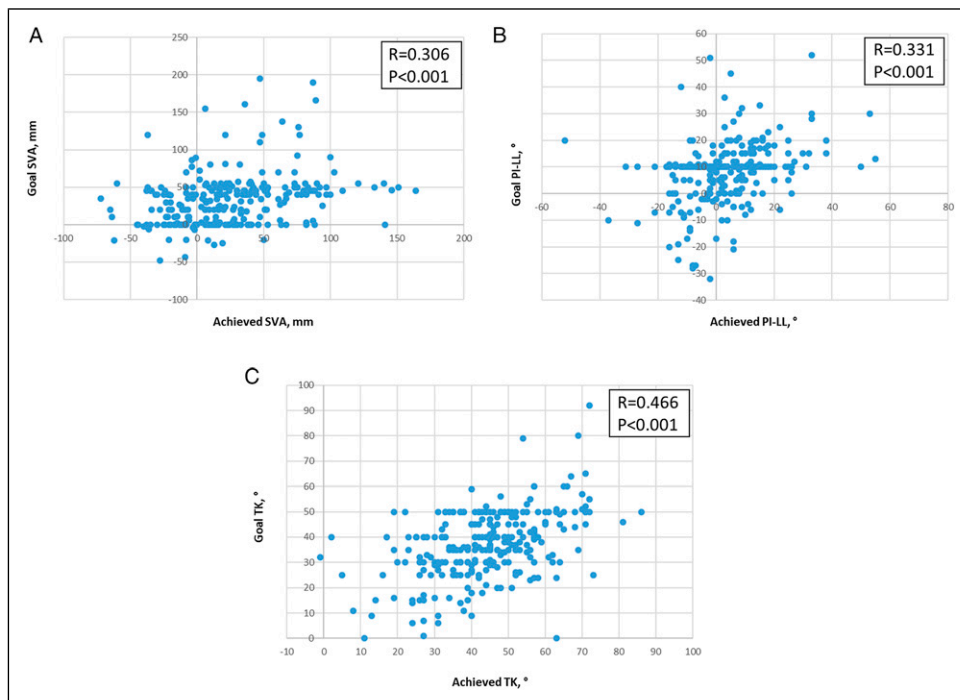 A
R=0.306
P<0.001
Goal SVA, mm
250
200
150
100
50
0
-50
-100
-100 -50 0 50 100 150 200
Achieved SVA, mm
B
R=0.331
P<0.001
Goal PI-LL, °
60
50
40
30
20
10
0
-10
-20
-30
-40
-60 -40 -20 0 20 40 60 80
Achieved PI-LL, °
C
R=0.466
P<0.001
Goal TK, °
100
90
80
70
60
50
40
30
20
10
0
-10 0 10 20 30 40 50 60 70 80 90 100
Achieved TK, °